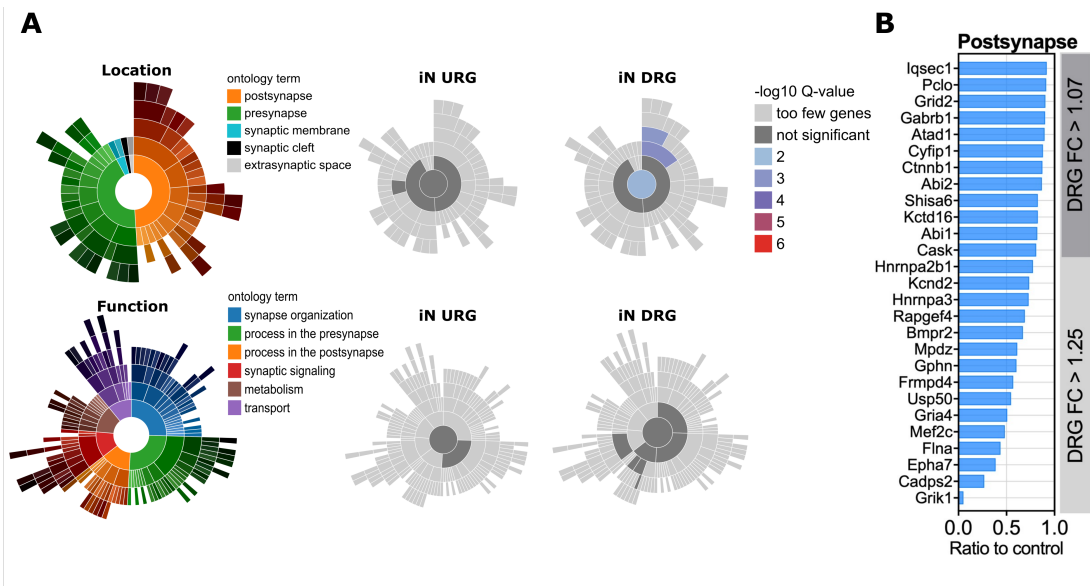 A
Location
ontology term
postsynapse
presynapse
synaptic membrane
synaptic cleft
extrasynaptic space
iN URG
iN DRG
-log10 Q-value
too few genes
not significant
2
3
4
5
6
Function
ontology term
synapse organization
process in the presynapse
process in the postsynapse
synaptic signaling
metabolism
transport
iN URG
iN DRG
B
Postsynapse
Iqsec1
Pclo
Grid2
Gabrb1
Atad1
Cyfip1
Ctnnb1
Abi2
Shisa6
Kctd16
Abi1
Cask
Hnrnpa2b1
Kcnd2
Hnrnpa3
Rapgef4
Bmpr2
Mpdz
Gphn
Frmpd4
Usp50
Gria4
Mef2c
Flna
Epha7
Cadps2
Grik1
0.0 0.5 1.0
Ratio to control
DRG FC > 1.07
DRG FC > 1.25